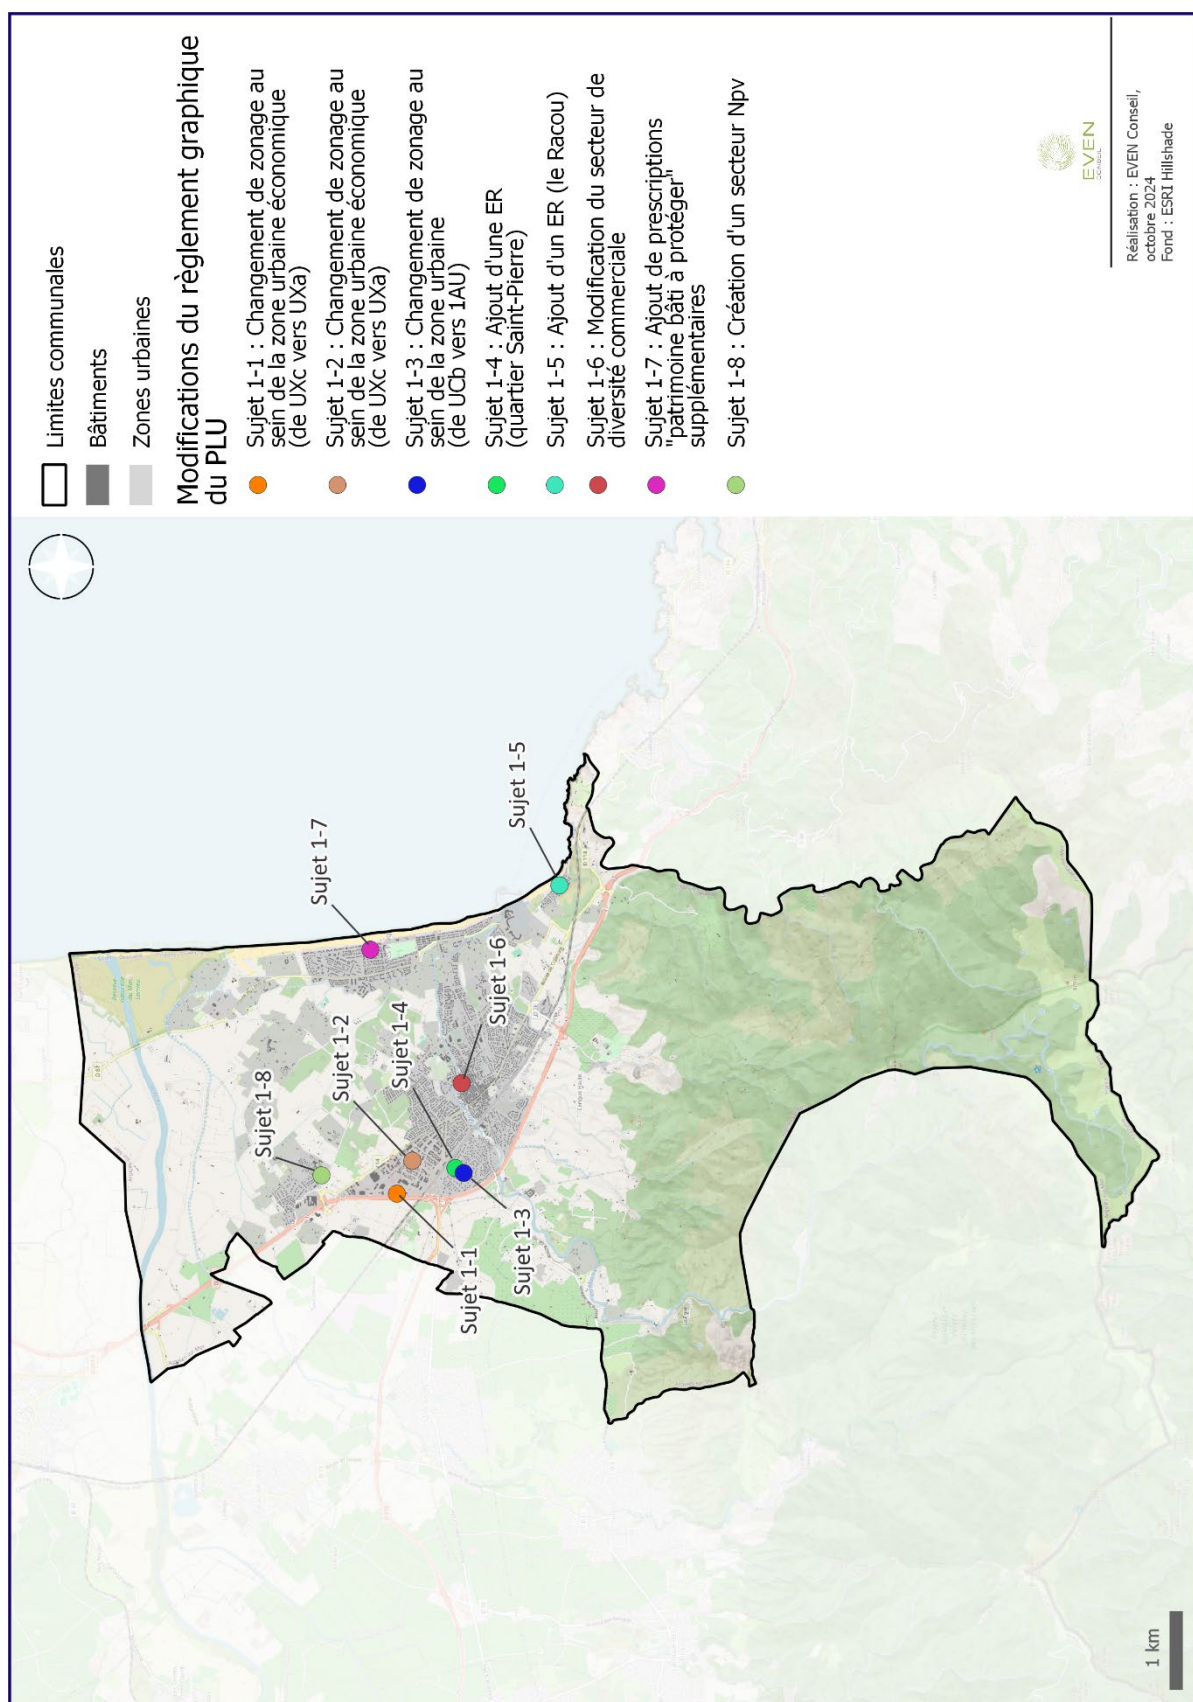 Limites communales
Bâtiments
Zones urbaines
Modifications du règlement graphique
du PLU
Sujet 1-1 : Changement de zonage au
sein de la zone urbaine économique
(de UXc vers UXa)
Sujet 1-2 : Changement de zonage au
sein de la zone urbaine économique
(de UXc vers UXa)
Sujet 1-3 : Changement de zonage au
sein de la zone urbaine
(de UCb vers 1AU)
Sujet 1-4 : Ajout d'une ER
(quartier Saint-Pierre)
Sujet 1-5 : Ajout d'un ER (le Racou)
Sujet 1-6 : Modification du secteur de
diversité commerciale
Sujet 1-7 : Ajout de prescriptions
"patrimoine bâti à protéger"
supplémentaires
Sujet 1-8 : Création d'un secteur Npv
Sujet 1-7
Sujet 1-5
Sujet 1-8
Sujet 1-2
Sujet 1-4
Sujet 1-6
Sujet 1-1
Sujet 1-3
1 km
EVEN
CONSEIL
Réalisation : EVEN Conseil,
octobre 2024
Fond : ESRI Hillshade